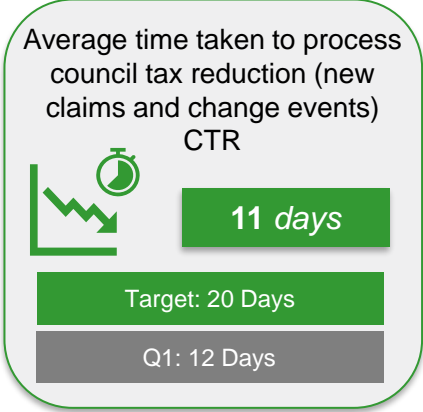 Average time taken to process
council tax reduction (new
claims and change events)
CTR
11 days
Target: 20 Days
Q1: 12 Days